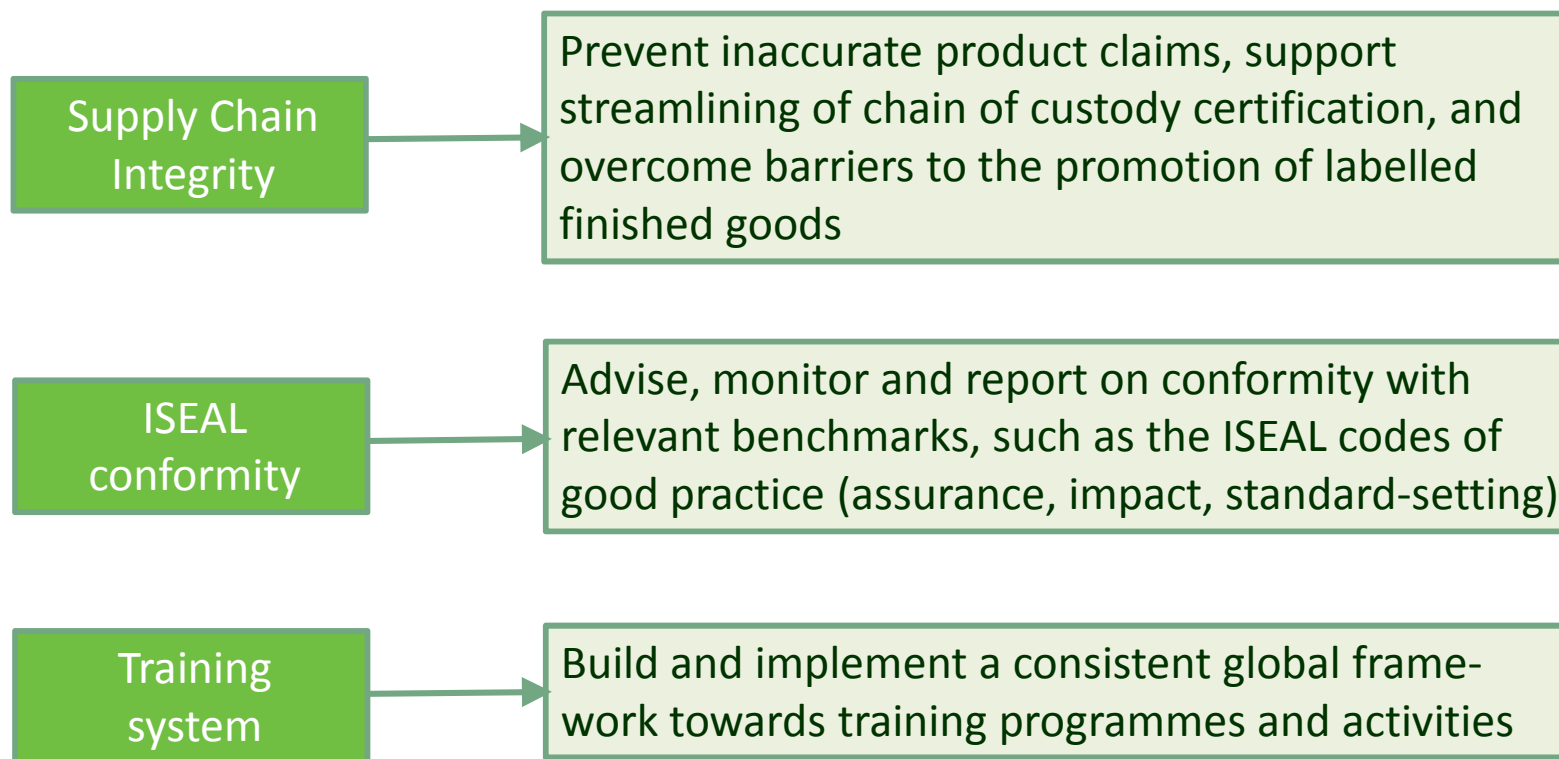 Supply Chain
Integrity
Prevent inaccurate product claims, support
streamlining of chain of custody certification, and
overcome barriers to the promotion of labelled
finished goods
ISEAL
conformity
Advise, monitor and report on conformity with
relevant benchmarks, such as the ISEAL codes of
good practice (assurance, impact, standard-setting)
Training
system
Build and implement a consistent global frame-
work towards training programmes and activities